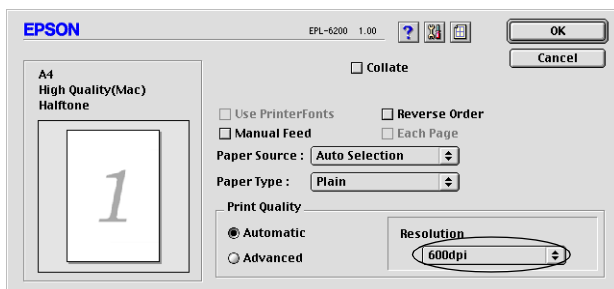 EPSON
EPL-6200 1.00
?
OK
Cancel
A4
High Quality(Mac)
Halftone
1
Collate
Use PrinterFonts
Reverse Order
Manual Feed
Each Page
Paper Source : Auto Selection
Paper Type : Plain
Print Quality
Automatic
Advanced
Resolution
600dpi